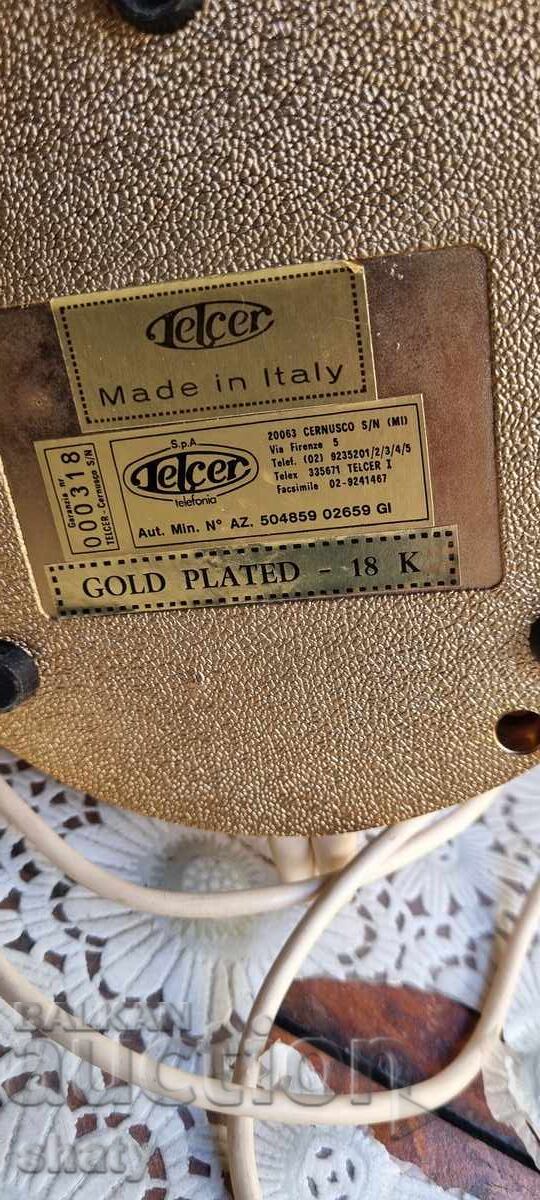 Telcer
Made in Italy
Garanzia nr.
000318
TELCER - Cernusco S/N
S.p.A.
Telcer
telefonia
20063 CERNUSCO S/N (MI)
Via Firenze 5
Telef. (02) 9235201/2/3/4/5
Telex 335671 TELCER I
Facsimile 02-9241467
Aut. Min. N° AZ. 504859 02659 GI
GOLD PLATED - 18 K
BALKAN
auction
shaty